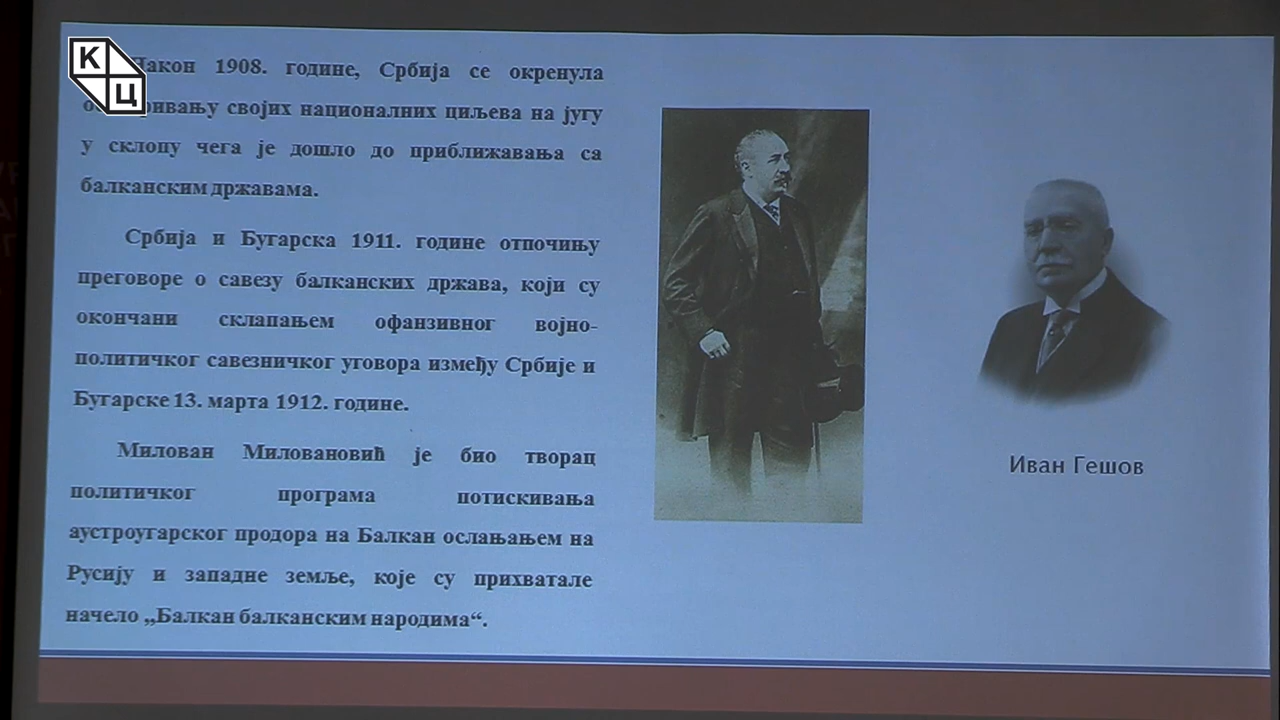 К
Ц
Након 1908. године, Србија се окренула
својих националних циљева на југу
у склопу чега је дошло до приближавања са
балканским државама.
Србија и Бугарска 1911. године отпочињу
преговоре о савезу балканских држава, који су
окончани склапањем офанзивног војно-
политичког савезничког уговора између Србије и
Бугарске 13. марта 1912. године.
Милован Миловановић је био творац
политичког програма потискивања
аустроугарског продора на Балкан ослањањем на
Русију и западне земље, које су прихватале
начело „Балкан балканским народима“.
Иван Гешов